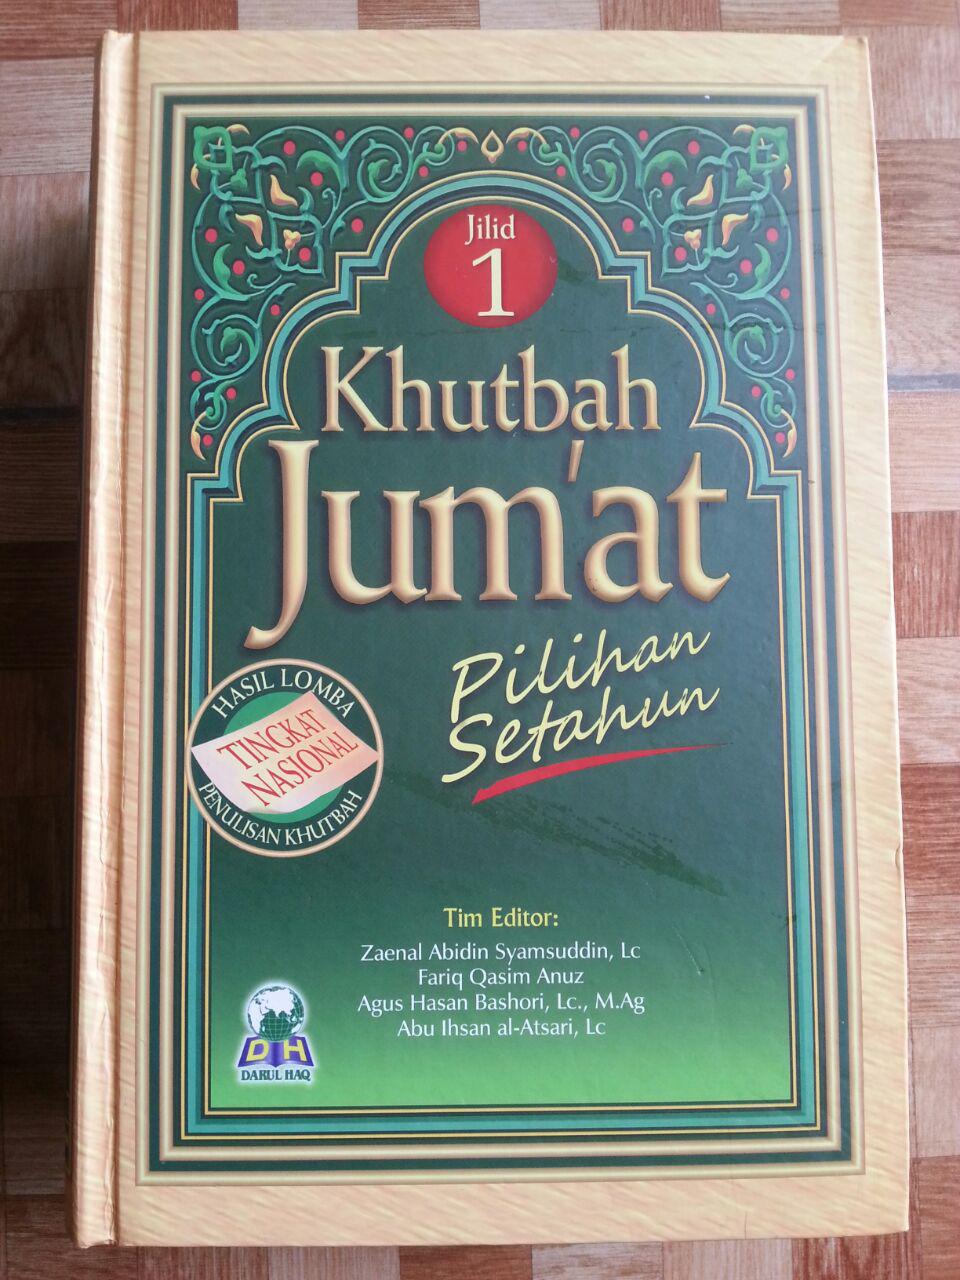 Jilid
1
Khutbah
Jum'at
Pilihan
Setahun
HASIL LOMBA
TINGKAT
NASIONAL
PENULISAN KHUTBAH
Tim Editor:
Zaenal Abidin Syamsuddin, Lc
Fariq Qasim Anuz
Agus Hasan Bashori, Lc., M.Ag
Abu Ihsan al-Atsari, Lc
D H
DARUL HAQ